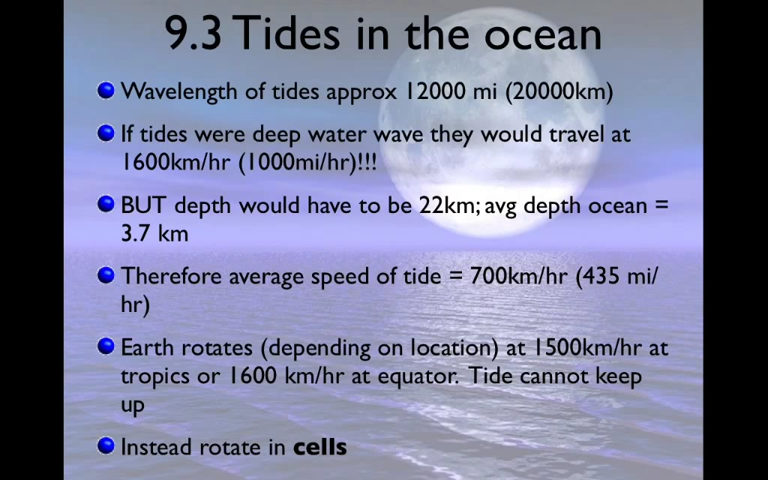 9.3 Tides in the ocean
Wavelength of tides approx 12000 mi (20000km)
If tides were deep water wave they would travel at
1600km/hr (1000mi/hr)!!!
BUT depth would have to be 22km; avg depth ocean =
3.7 km
Therefore average speed of tide = 700km/hr (435 mi/
hr)
Earth rotates (depending on location) at 1500km/hr at
tropics or 1600 km/hr at equator. Tide cannot keep
up
Instead rotate in cells